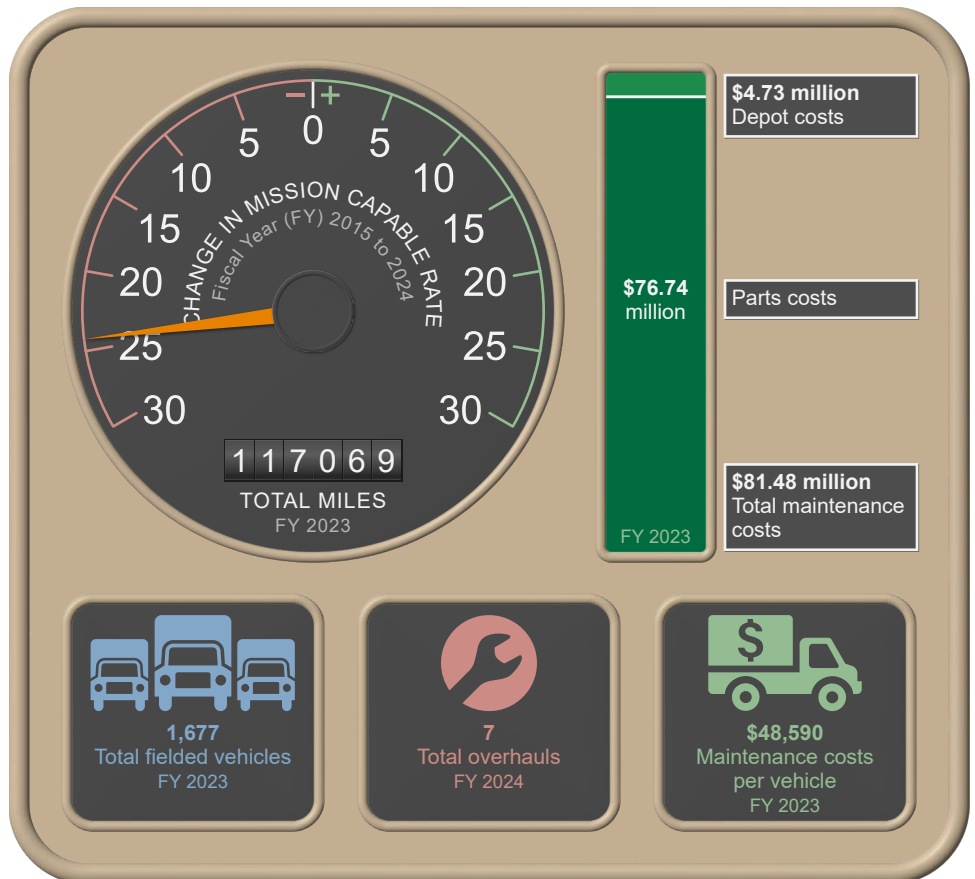 − +
0
5 5
10 10
15 15
20 20
25 25
30 30
CHANGE IN MISSION CAPABLE RATE
Fiscal Year (FY) 2015 to 2024
117069
TOTAL MILES
FY 2023
$4.73 million
Depot costs
$76.74
million
Parts costs
$81.48 million
Total maintenance
costs
FY 2023
1,677
Total fielded vehicles
FY 2023
7
Total overhauls
FY 2024
$
$48,590
Maintenance costs
per vehicle
FY 2023